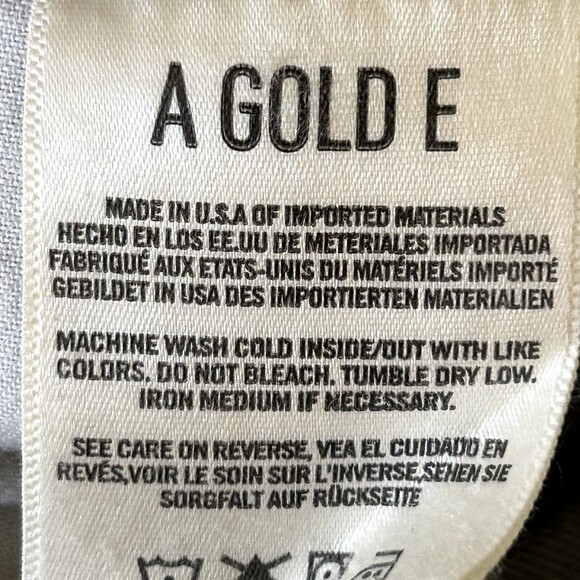 A GOLD E
MADE IN U.S.A OF IMPORTED MATERIALS
HECHO EN LOS EE.UU DE METERIALES IMPORTADA
FABRIQUÉ AUX ETATS-UNIS DU MATÉRIELS IMPORTÉ
GEBILDET IN USA DES IMPORTIERTEN MATERIALIEN
MACHINE WASH COLD INSIDE/OUT WITH LIKE
COLORS. DO NOT BLEACH. TUMBLE DRY LOW.
IRON MEDIUM IF NECESSARY.
SEE CARE ON REVERSE, VEA EL CUIDADO EN
REVÉS,VOIR LE SOIN SUR L'INVERSE,SEHEN SIE
SORGFALT AUF RÜCKSEITE